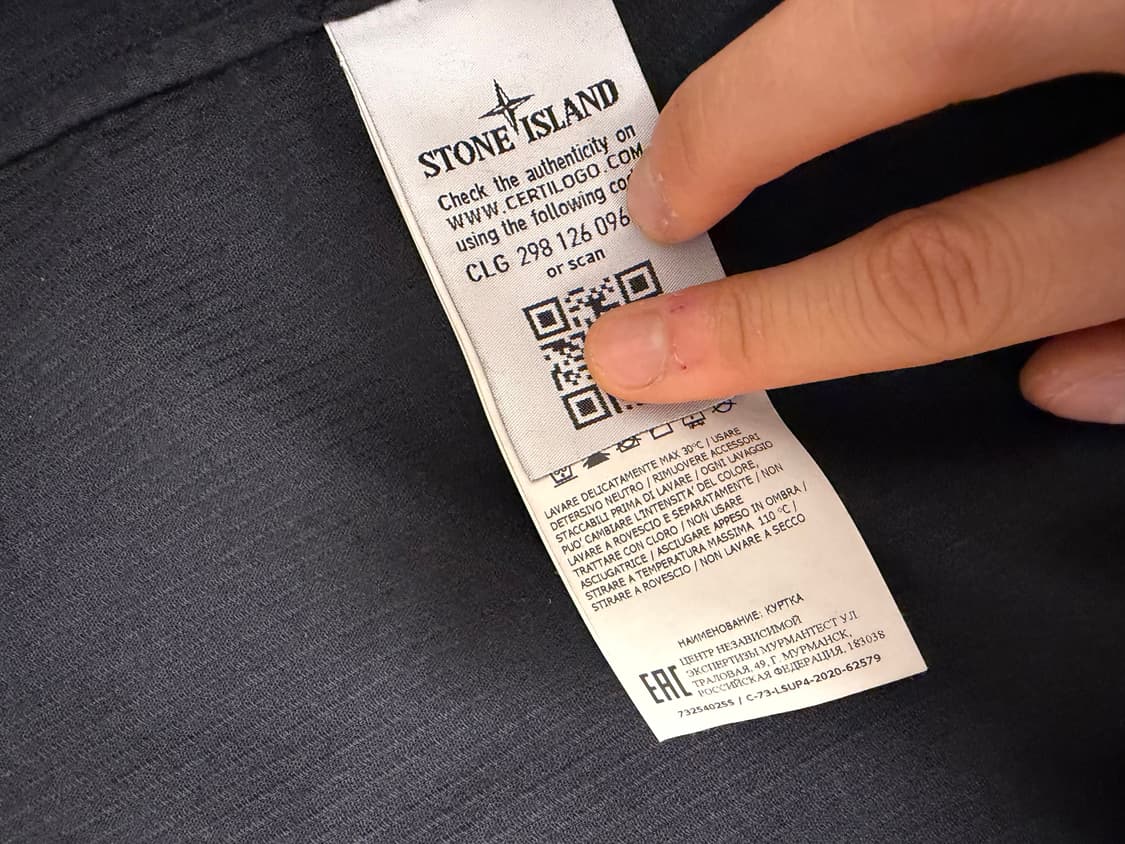 STONE ISLAND
Check the authenticity on
WWW.CERTILOGO.COM
using the following
CLG 298 126 096
or scan
LAVARE DELICATAMENTE MAX 30°C / USARE
DETERSIVO NEUTRO / RIMUOVERE ACCESSORI
STACCABILI PRIMA DI LAVARE / OGNI LAVAGGIO
PUO' CAMBIARE L'INTENSITA' DEL COLORE,
LAVARE A ROVESCIO E SEPARATAMENTE / NON
TRATTARE CON CLORO / NON USARE
ASCIUGATRICE / ASCIUGARE APPESO IN OMBRA /
STIRARE A TEMPERATURA MASSIMA 110 °C /
STIRARE A ROVESCIO / NON LAVARE A SECCO
НАИМЕНОВАНИЕ: КУРТКА
EAC
ЦЕНТР НЕЗАВИСИМОЙ
ЭКСПЕРТИЗЫ МУРМАНТЕСТ УЛ
ТРАЛОВАЯ, 49, Г. МУРМАНСК,
РОССИЙСКАЯ ФЕДЕРАЦИЯ, 183038
732540255 / C-73-LSUP4-2020-62579